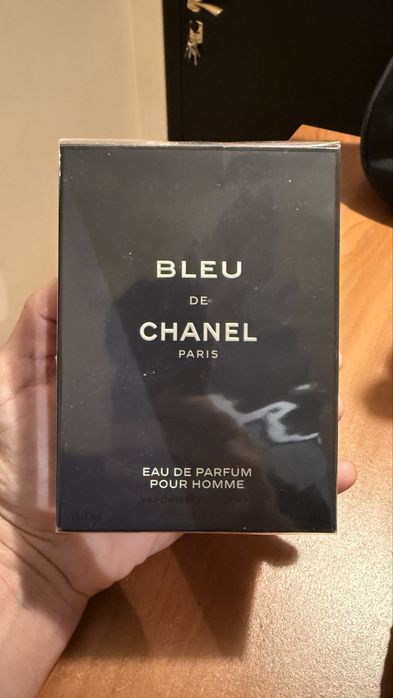 BLEU
DE
CHANEL
PARIS
EAU DE PARFUM
POUR HOMME